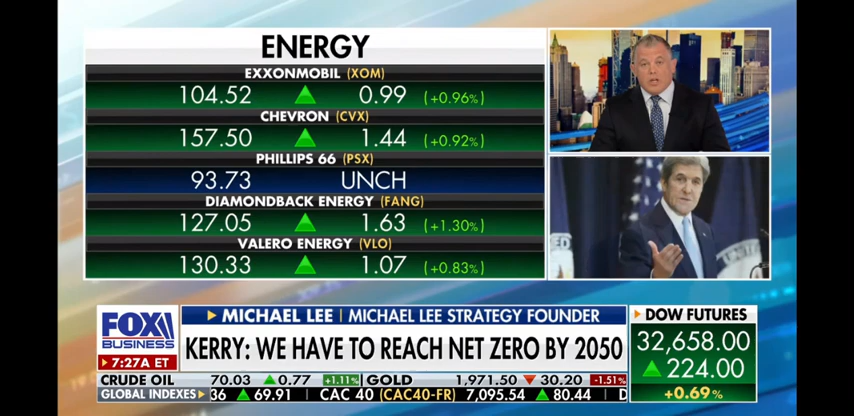 ENERGY
EXXONMOBIL (XOM)
104.52 ▲ 0.99 (+0.96%)
CHEVRON (CVX)
157.50 ▲ 1.44 (+0.92%)
PHILLIPS 66 (PSX)
93.73 UNCH
DIAMONDBACK ENERGY (FANG)
127.05 ▲ 1.63 (+1.30%)
VALERO ENERGY (VLO)
130.33 ▲ 1.07 (+0.83%)
FOX
BUSINESS
7:27A ET
MICHAEL LEE | MICHAEL LEE STRATEGY FOUNDER
KERRY: WE HAVE TO REACH NET ZERO BY 2050
DOW FUTURES
32,658.00
▲ 224.00
+0.69%
CRUDE OIL 70.03 ▲ 0.77 +1.11% GOLD 1,971.50 ▼ 30.20 -1.51%
GLOBAL INDEXES 36 ▲ 69.91 | CAC 40 (CAC40-FR) 7,095.54 ▲ 80.44 | D